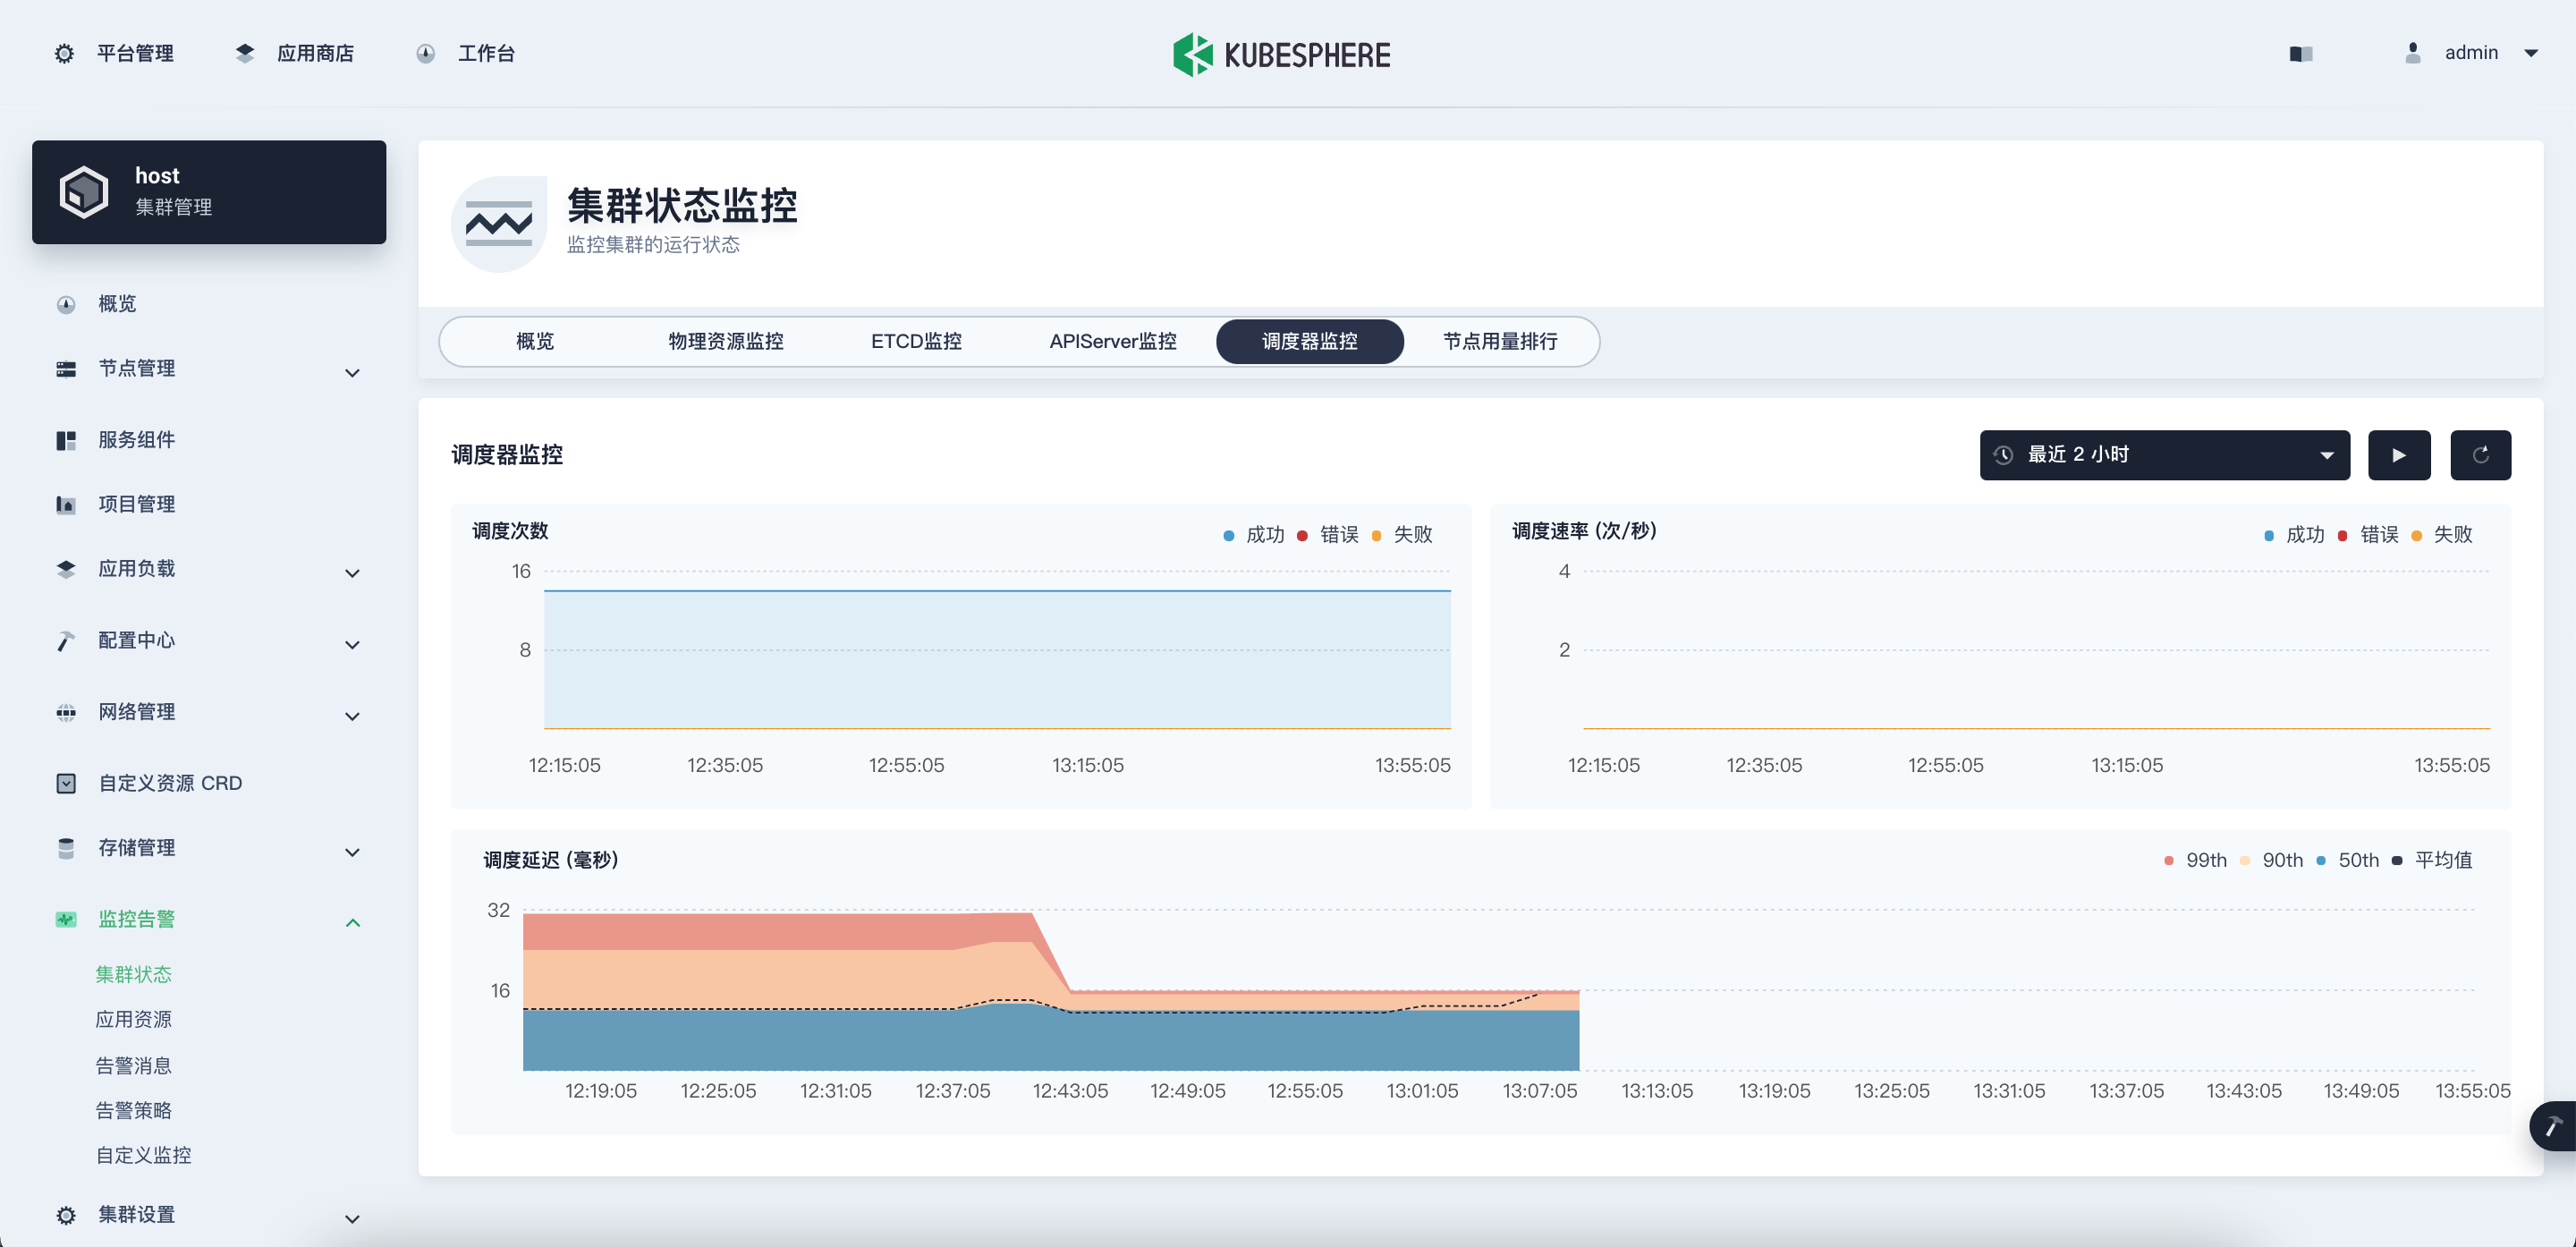 平台管理 应用商店 工作台 KUBESPHERE admin
host
集群管理
概览
节点管理
服务组件
项目管理
应用负载
配置中心
网络管理
自定义资源 CRD
存储管理
监控告警
集群状态
应用资源
告警消息
告警策略
自定义监控
集群设置
集群状态监控
监控集群的运行状态
概览 物理资源监控 ETCD监控 APIServer监控 调度器监控 节点用量排行
调度器监控 最近 2 小时
调度次数 成功 错误 失败
16
8
12:15:05 12:35:05 12:55:05 13:15:05 13:55:05
调度速率 (次/秒) 成功 错误 失败
4
2
12:15:05 12:35:05 12:55:05 13:15:05 13:55:05
调度延迟 (毫秒) 99th 90th 50th 平均值
32
16
12:19:05 12:25:05 12:31:05 12:37:05 12:43:05 12:49:05 12:55:05 13:01:05 13:07:05 13:13:05 13:19:05 13:25:05 13:31:05 13:37:05 13:43:05 13:49:05 13:55:05